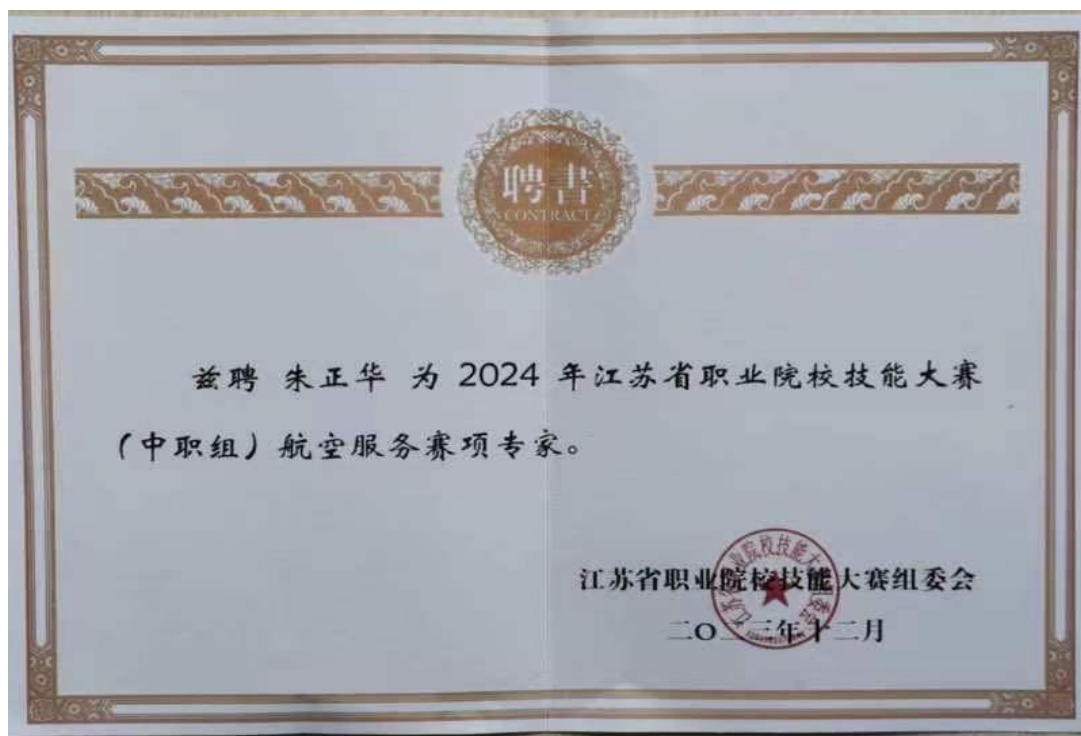 聘書
CONTRACT
兹聘 朱正华 为 2024 年江苏省职业院校技能大赛
(中职组)航空服务赛项专家。
江苏省职业院校技能大赛组委会
二〇二三年十二月